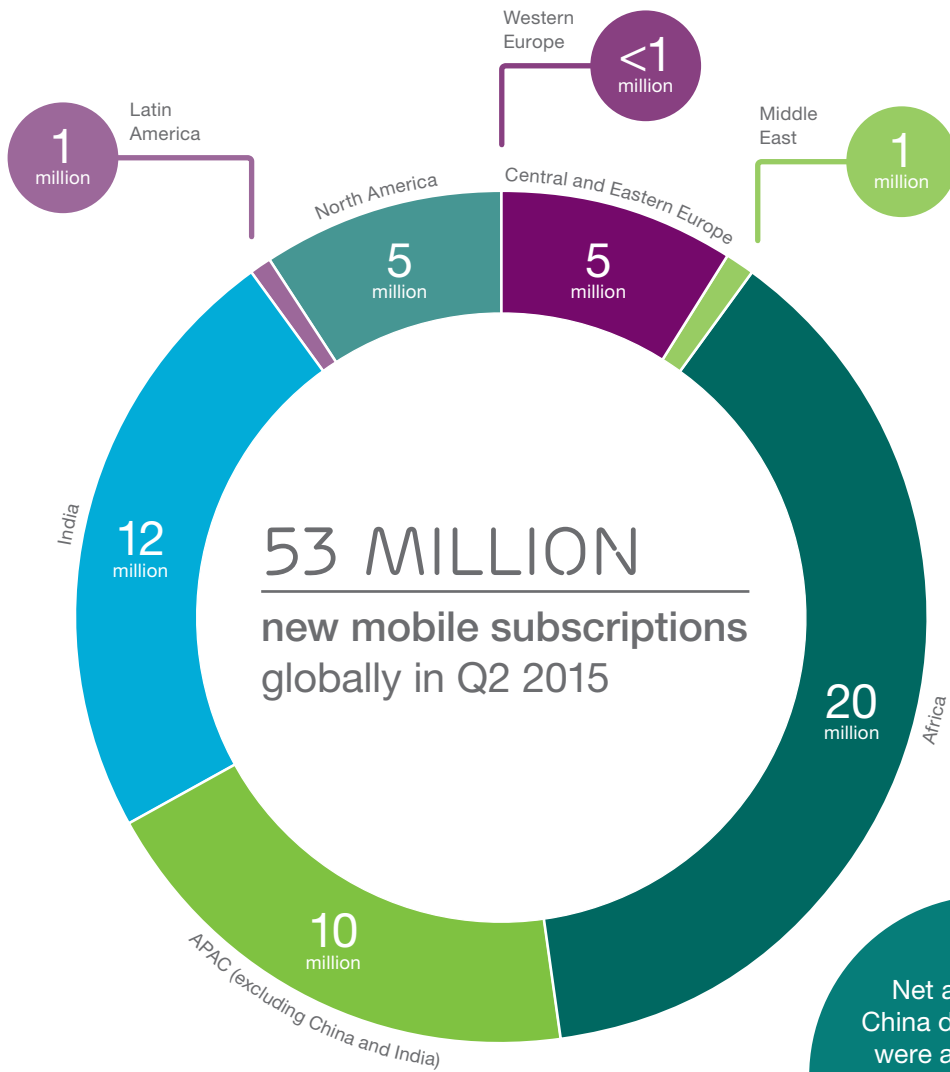 Western
Europe
<1
million
Latin
America
1
million
Middle
East
1
million
North America
5
million
Central and Eastern Europe
5
million
India
12
million
53 MILLION
new mobile subscriptions
globally in Q2 2015
20
million
Africa
10
million
APAC (excluding China and India)
Net
China
were